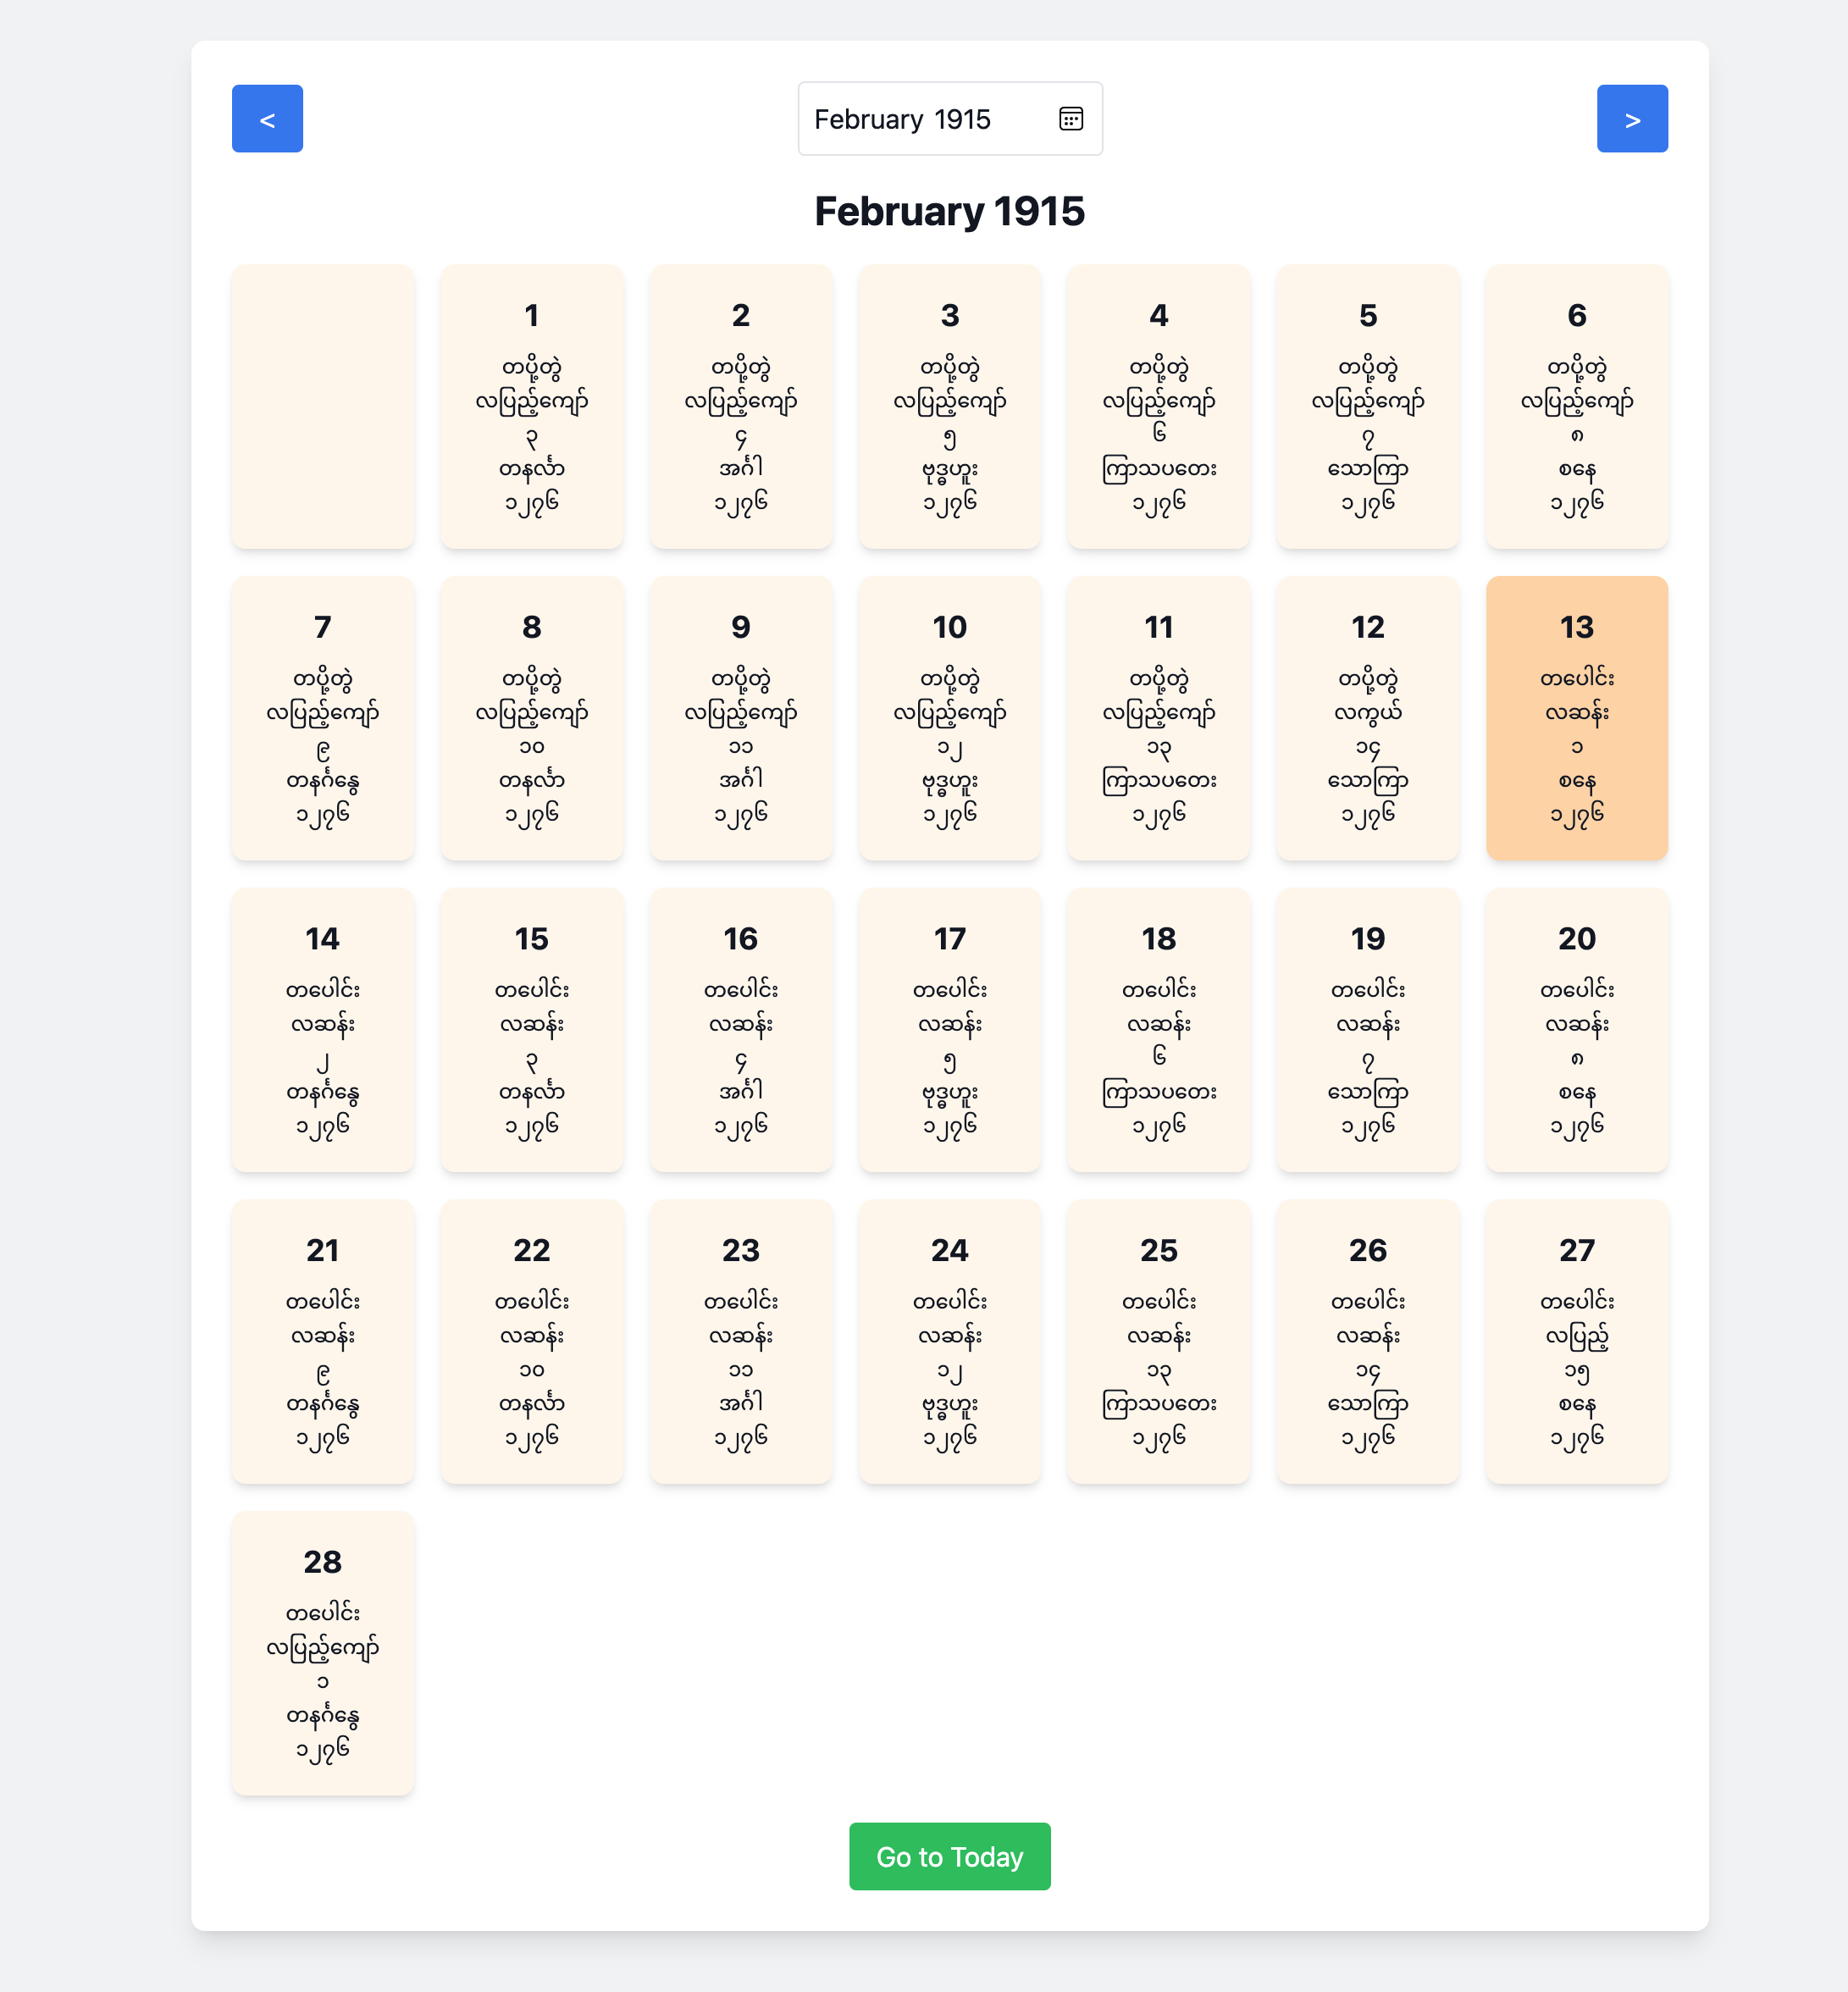 <
February 1915
>
February 1915
1
တပို့တွဲ
လပြည့်ကျော်
၃
တနင်္လာ
၁၂၇၆
2
တပို့တွဲ
လပြည့်ကျော်
၄
အင်္ဂါ
၁၂၇၆
3
တပို့တွဲ
လပြည့်ကျော်
၅
ဗုဒ္ဓဟူး
၁၂၇၆
4
တပို့တွဲ
လပြည့်ကျော်
၆
ကြာသပတေး
၁၂၇၆
5
တပို့တွဲ
လပြည့်ကျော်
၇
သောကြာ
၁၂၇၆
6
တပို့တွဲ
လပြည့်ကျော်
၈
စနေ
၁၂၇၆
7
တပို့တွဲ
လပြည့်ကျော်
၉
တနင်္ဂနွေ
၁၂၇၆
8
တပို့တွဲ
လပြည့်ကျော်
၁၀
တနင်္လာ
၁၂၇၆
9
တပို့တွဲ
လပြည့်ကျော်
၁၁
အင်္ဂါ
၁၂၇၆
10
တပို့တွဲ
လပြည့်ကျော်
၁၂
ဗုဒ္ဓဟူး
၁၂၇၆
11
တပို့တွဲ
လပြည့်ကျော်
၁၃
ကြာသပတေး
၁၂၇၆
12
တပို့တွဲ
လကွယ်
၁၄
သောကြာ
၁၂၇၆
13
တပေါင်း
လဆန်း
၁
စနေ
၁၂၇၆
14
တပေါင်း
လဆန်း
၂
တနင်္ဂနွေ
၁၂၇၆
15
တပေါင်း
လဆန်း
၃
တနင်္လာ
၁၂၇၆
16
တပေါင်း
လဆန်း
၄
အင်္ဂါ
၁၂၇၆
17
တပေါင်း
လဆန်း
၅
ဗုဒ္ဓဟူး
၁၂၇၆
18
တပေါင်း
လဆန်း
၆
ကြာသပတေး
၁၂၇၆
19
တပေါင်း
လဆန်း
၇
သောကြာ
၁၂၇၆
20
တပေါင်း
လဆန်း
၈
စနေ
၁၂၇၆
21
တပေါင်း
လဆန်း
၉
တနင်္ဂနွေ
၁၂၇၆
22
တပေါင်း
လဆန်း
၁၀
တနင်္လာ
၁၂၇၆
23
တပေါင်း
လဆန်း
၁၁
အင်္ဂါ
၁၂၇၆
24
တပေါင်း
လဆန်း
၁၂
ဗုဒ္ဓဟူး
၁၂၇၆
25
တပေါင်း
လဆန်း
၁၃
ကြာသပတေး
၁၂၇၆
26
တပေါင်း
လဆန်း
၁၄
သောကြာ
၁၂၇၆
27
တပေါင်း
လပြည့်
၁၅
စနေ
၁၂၇၆
28
တပေါင်း
လပြည့်ကျော်
၁
တနင်္ဂနွေ
၁၂၇၆
Go to Today